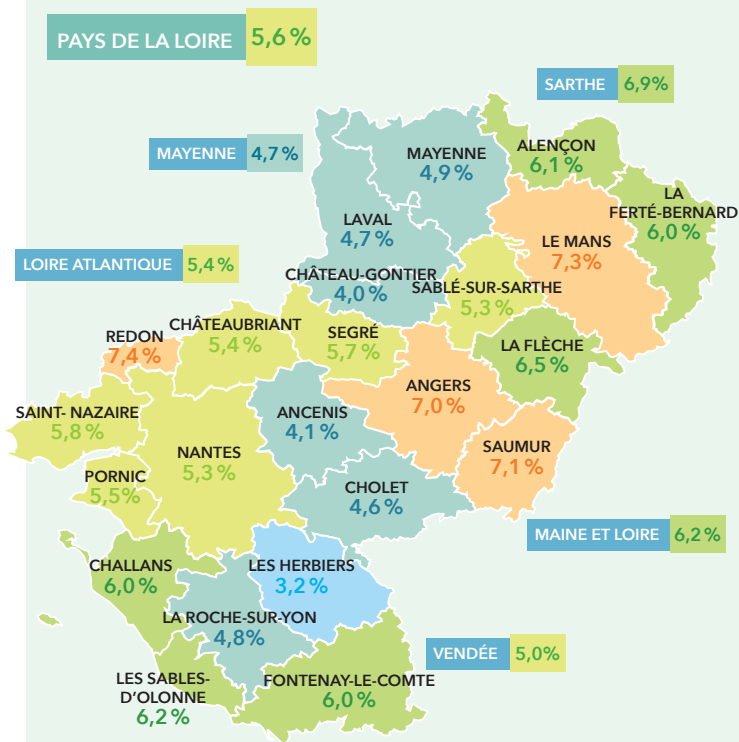 PAYS DE LA LOIRE 5,6 %
SARTHE 6,9%
MAYENNE 4,7 %
MAYENNE
4,9 %
ALENÇON
6,1 %
LA
FERTÉ-BERNARD
6,0 %
LAVAL
4,7 %
LE MANS
7,3%
LOIRE ATLANTIQUE 5,4 %
CHÂTEAU-GONTIER
4,0 %
SABLÉ-SUR-SARTHE
5,3 %
CHÂTEAUBRIANT
5,4 %
SEGRÉ
5,7 %
REDON
7,4%
LA FLÈCHE
6,5 %
ANGERS
7,0 %
SAINT- NAZAIRE
5,8 %
ANCENIS
4,1 %
NANTES
5,3 %
SAUMUR
7,1 %
PORNIC
5,5%
CHOLET
4,6 %
MAINE ET LOIRE 6,2 %
CHALLANS
6,0 %
LES HERBIERS
3,2 %
LA ROCHE-SUR-YON
4,8%
VENDÉE 5,0%
LES SABLES-
D'OLONNE
6,2 %
FONTENAY-LE-COMTE
6,0 %